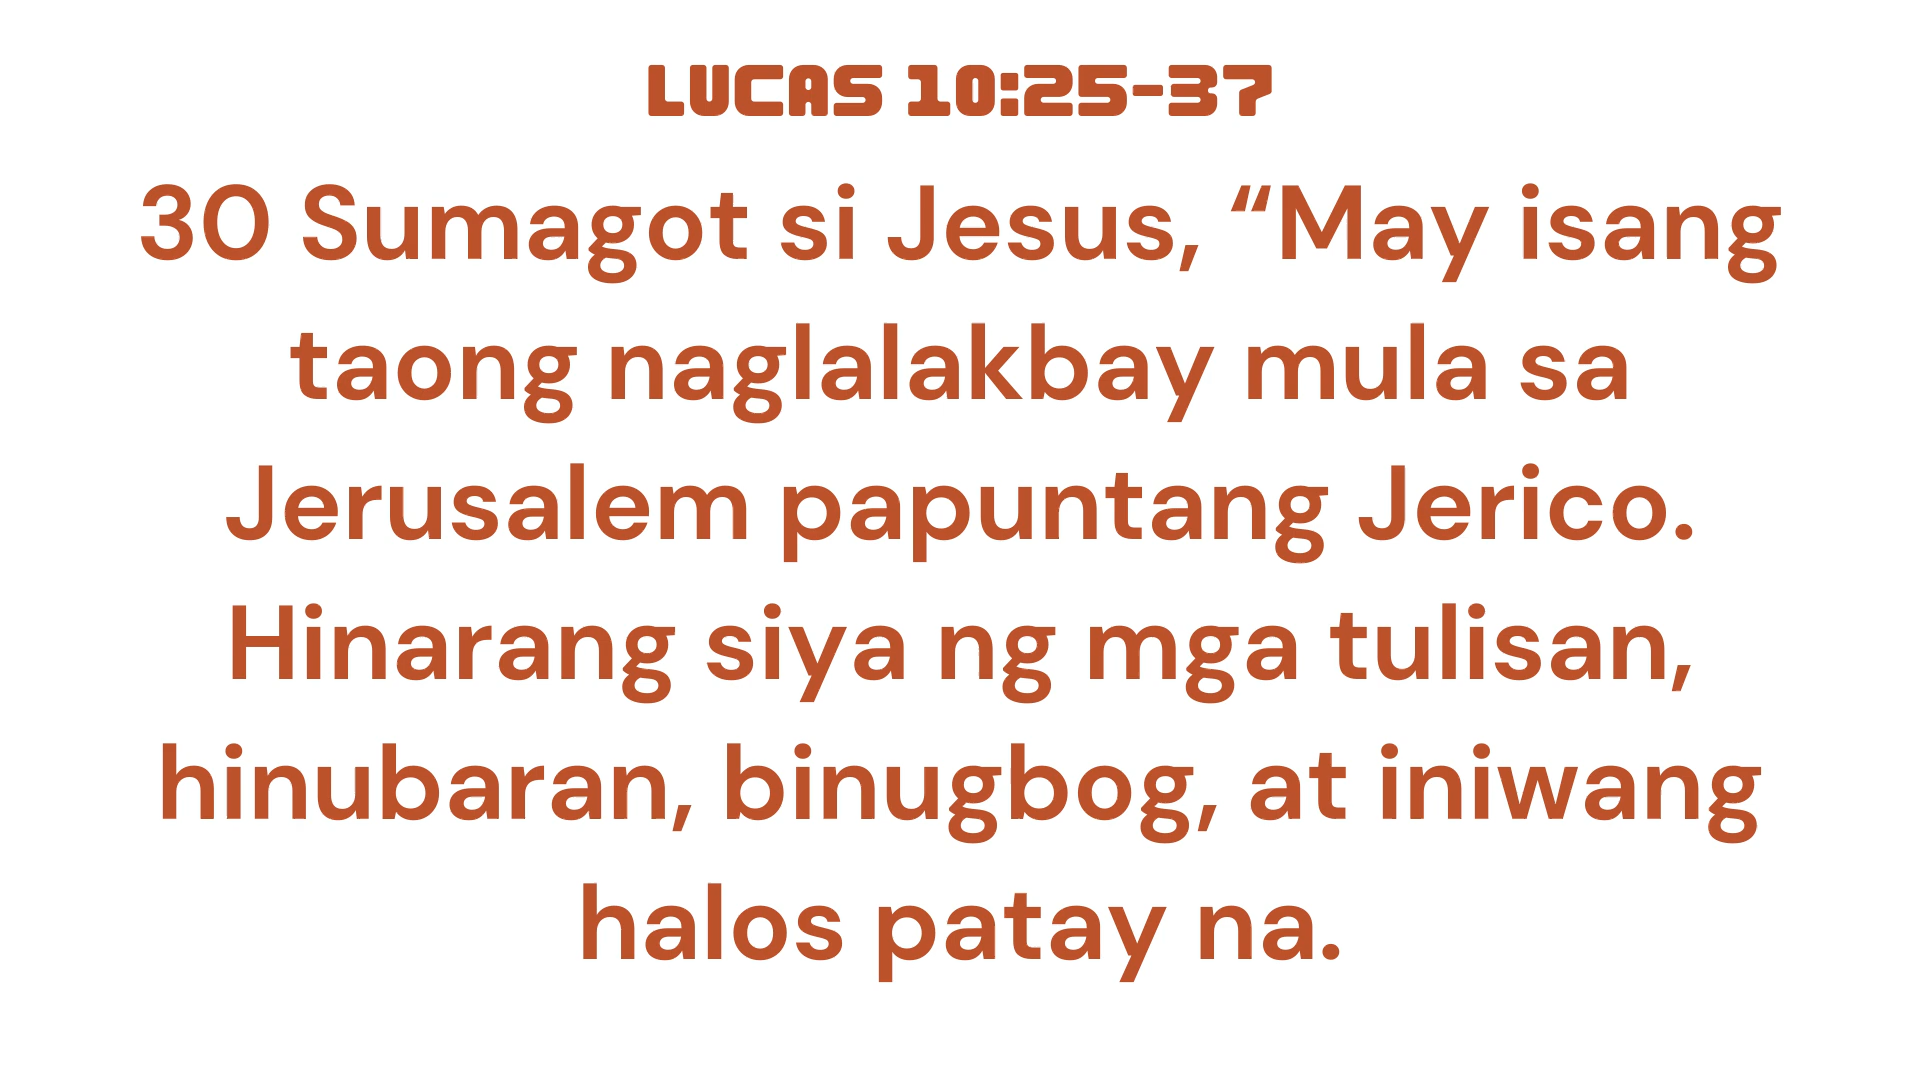 LUCAS 10:25-37
30 Sumagot si Jesus, “May isang
taong naglalakbay mula sa
Jerusalem papuntang Jerico.
Hinarang siya ng mga tulisan,
hinubaran, binugbog, at iniwang
halos patay na.